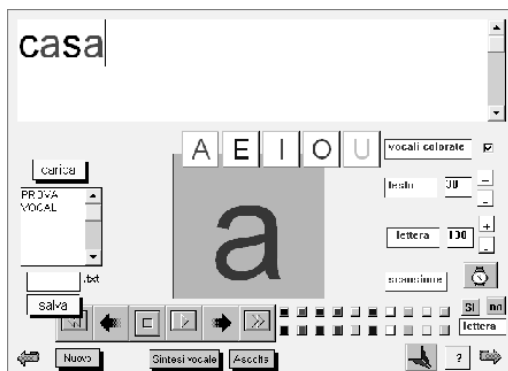 casa
A E I O U
vocali colorate
carica
testo 30
PROVA
VOCAL
a
lettera 130
.txt
scansione
salva
SI no
lettera
Nuovo Sintesi vocale Ascolta ?